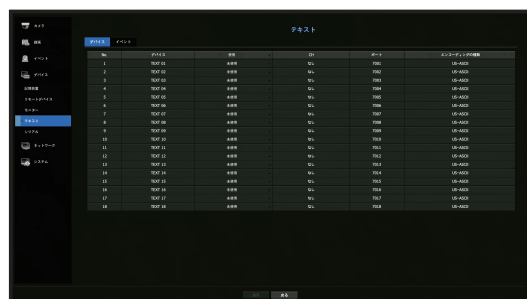 テキスト
カメラ
録画
イベント
デバイス
記録装置
リモートデバイス
モニター
テキスト
シリアル
ネットワーク
システム
デバイス イベント
No. デバイス 使用 CH ポート エンコーディングの種類
1 TEXT 01 未使用 なし 7001 US-ASCII
2 TEXT 02 未使用 なし 7002 US-ASCII
3 TEXT 03 未使用 なし 7003 US-ASCII
4 TEXT 04 未使用 なし 7004 US-ASCII
5 TEXT 05 未使用 なし 7005 US-ASCII
6 TEXT 06 未使用 なし 7006 US-ASCII
7 TEXT 07 未使用 なし 7007 US-ASCII
8 TEXT 08 未使用 なし 7008 US-ASCII
9 TEXT 09 未使用 なし 7009 US-ASCII
10 TEXT 10 未使用 なし 7010 US-ASCII
11 TEXT 11 未使用 なし 7011 US-ASCII
12 TEXT 12 未使用 なし 7012 US-ASCII
13 TEXT 13 未使用 なし 7013 US-ASCII
14 TEXT 14 未使用 なし 7014 US-ASCII
15 TEXT 15 未使用 なし 7015 US-ASCII
16 TEXT 16 未使用 なし 7016 US-ASCII
17 TEXT 17 未使用 なし 7017 US-ASCII
18 TEXT 18 未使用 なし 7018 US-ASCII
戻る